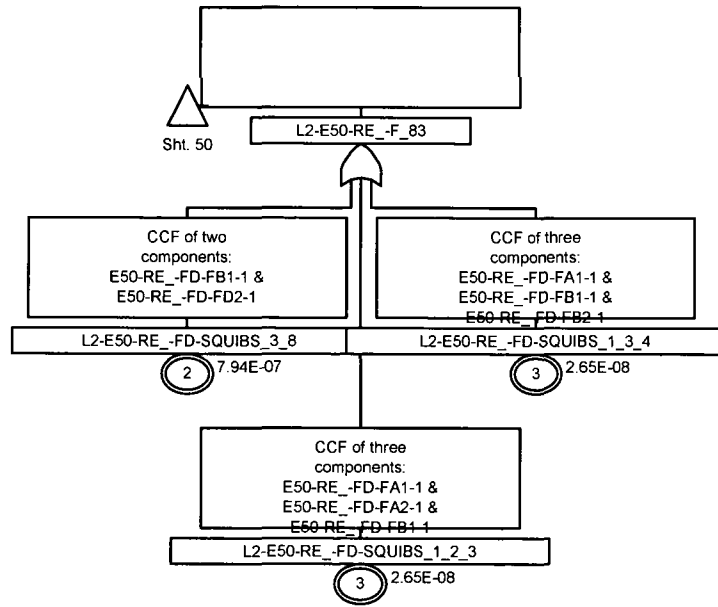 L2-E50-RE_-F_83
Sht. 50
CCF of two
components:
E50-RE_-FD-FB1-1 &
E50-RE_-FD-FD2-1
L2-E50-RE_-FD-SQUIBS_3_8
2
7.94E-07
CCF of three
components:
E50-RE_-FD-FA1-1 &
E50-RE_-FD-FB1-1 &
E50-RE_-FD-FB2-1
L2-E50-RE_-FD-SQUIBS_1_3_4
3
2.65E-08
CCF of three
components:
E50-RE_-FD-FA1-1 &
E50-RE_-FD-FA2-1 &
E50-RE_-FD-FB1-1
L2-E50-RE_-FD-SQUIBS_1_2_3
3
2.65E-08